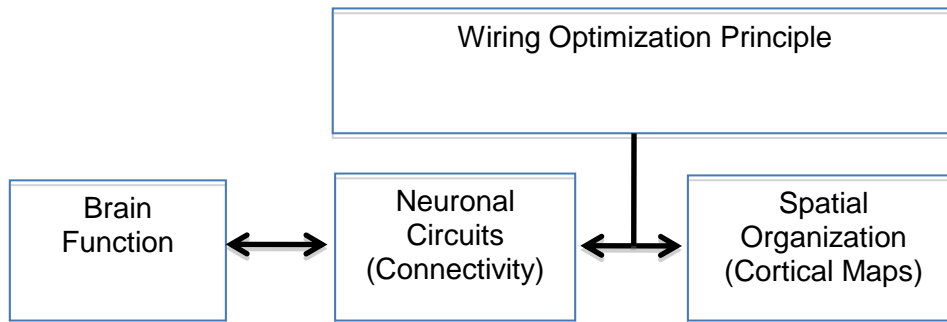 Wiring Optimization Principle
Brain
Function
Neuronal
Circuits
(Connectivity)
Spatial
Organization
(Cortical Maps)